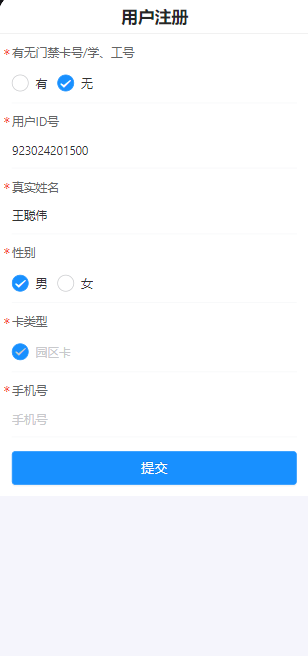 用户注册
*有无门禁卡号/学、工号
有 无
*用户ID号
923024201500
*真实姓名
王聪伟
*性别
男 女
*卡类型
园区卡
*手机号
手机号
提交